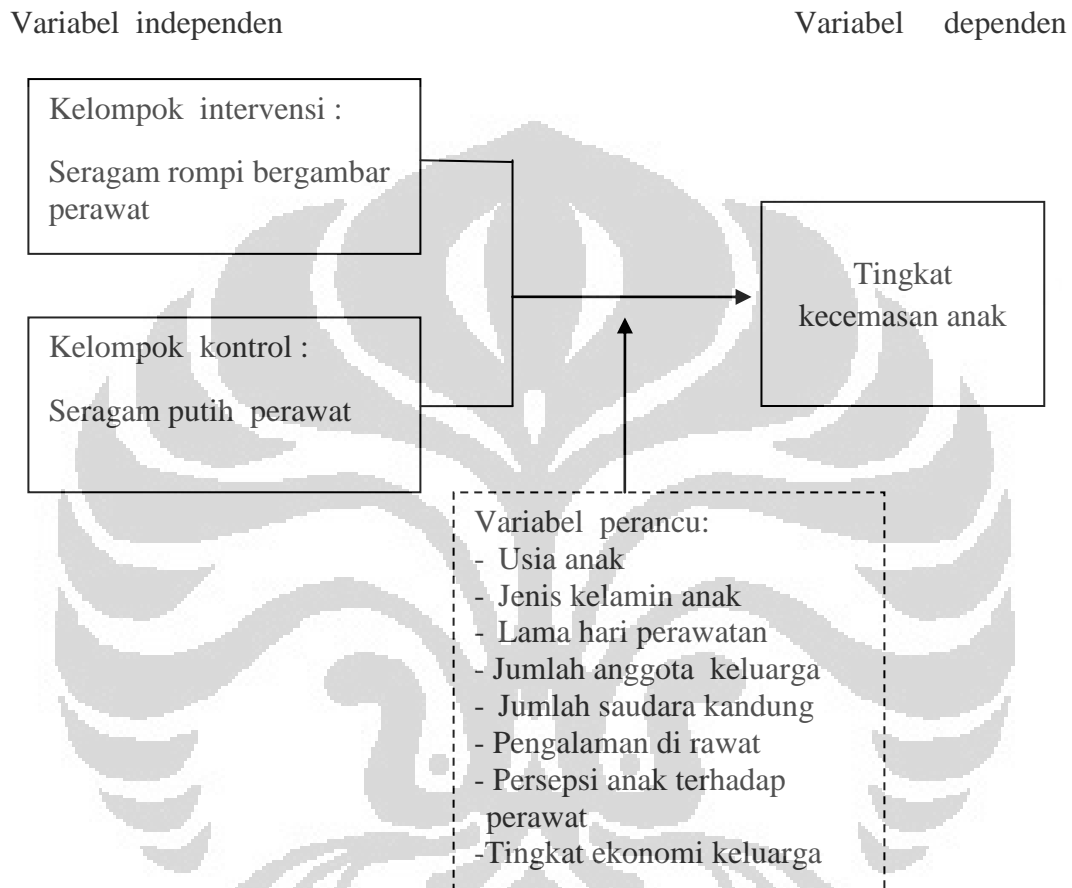 Variabel independen
Variabel dependen
Kelompok intervensi :
Seragam rompi bergambar
perawat
Kelompok kontrol :
Seragam putih perawat
Tingkat
kecemasan anak
Variabel perancu:
- Usia anak
- Jenis kelamin anak
- Lama hari perawatan
- Jumlah anggota keluarga
- Jumlah saudara kandung
- Pengalaman di rawat
- Persepsi anak terhadap
perawat
-Tingkat ekonomi keluarga